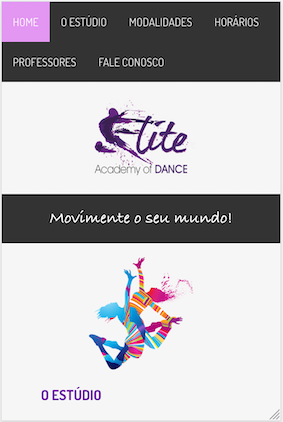 HOME O ESTÚDIO MODALIDADES HORÁRIOS
PROFESSORES FALE CONOSCO
Elite
Academy of DANCE
Movimente o seu mundo!
O ESTÚDIO